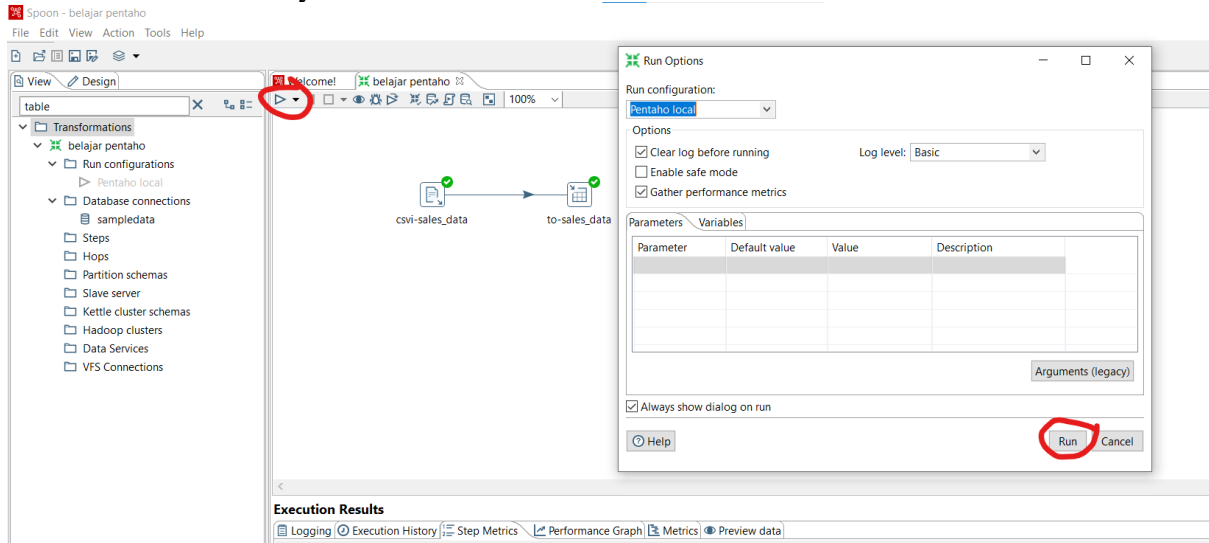 Spoon - belajar pentaho
File Edit View Action Tools Help
View Design
table
Transformations
belajar pentaho
Run configurations
Pentaho local
Database connections
sampledata
Steps
Hops
Partition schemas
Slave server
Kettle cluster schemas
Hadoop clusters
Data Services
VFS Connections
Welcome! belajar pentaho
100%
csvi-sales_data to-sales_data
Run Options
Run configuration:
Pentaho local
Options
Clear log before running Log level: Basic
Enable safe mode
Gather performance metrics
Parameters Variables
Parameter Default value Value Description
Arguments (legacy)
Always show dialog on run
Help Run Cancel
Execution Results
Logging Execution History Step Metrics Performance Graph Metrics Preview data